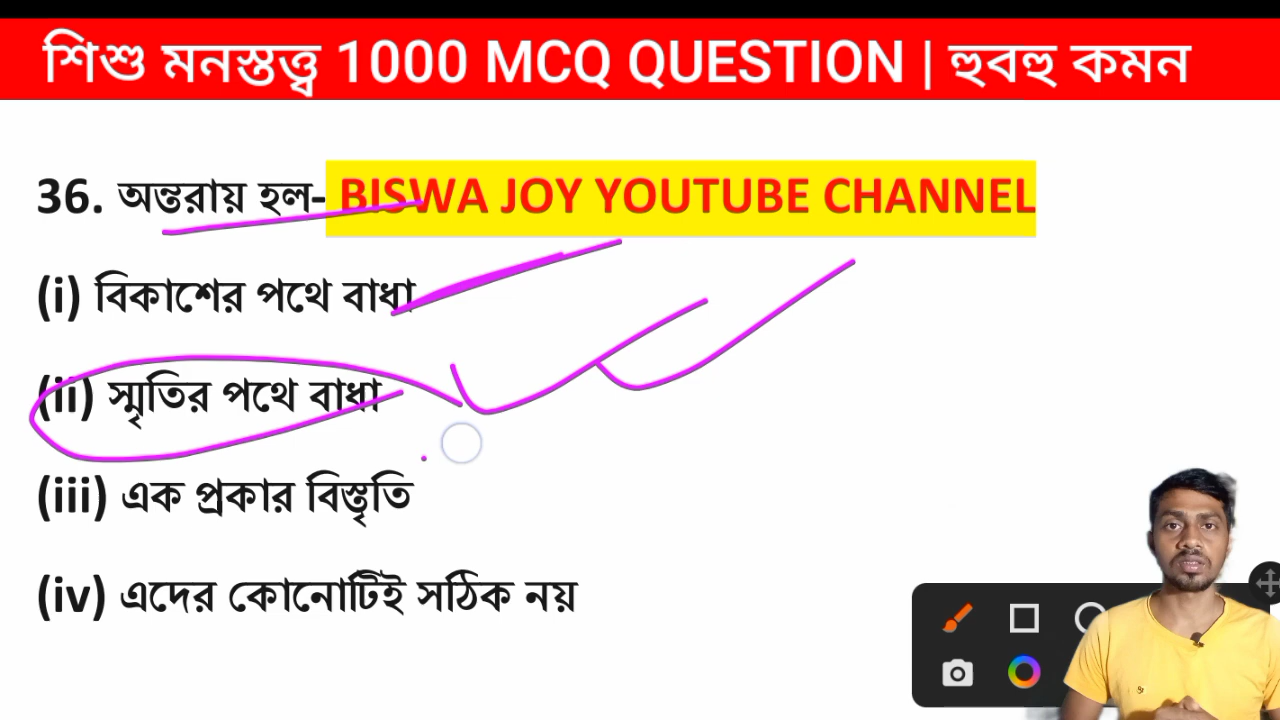 শিশু মনস্তত্ত্ব 1000 MCQ QUESTION | হুবহু কমন
36. অন্তরায় হল- BISWA JOY YOUTUBE CHANNEL
(i) বিকাশের পথে বাধা
(ii) স্মৃতির পথে বাধা
(iii) এক প্রকার বিস্তৃতি
(iv) এদের কোনোটিই সঠিক নয়